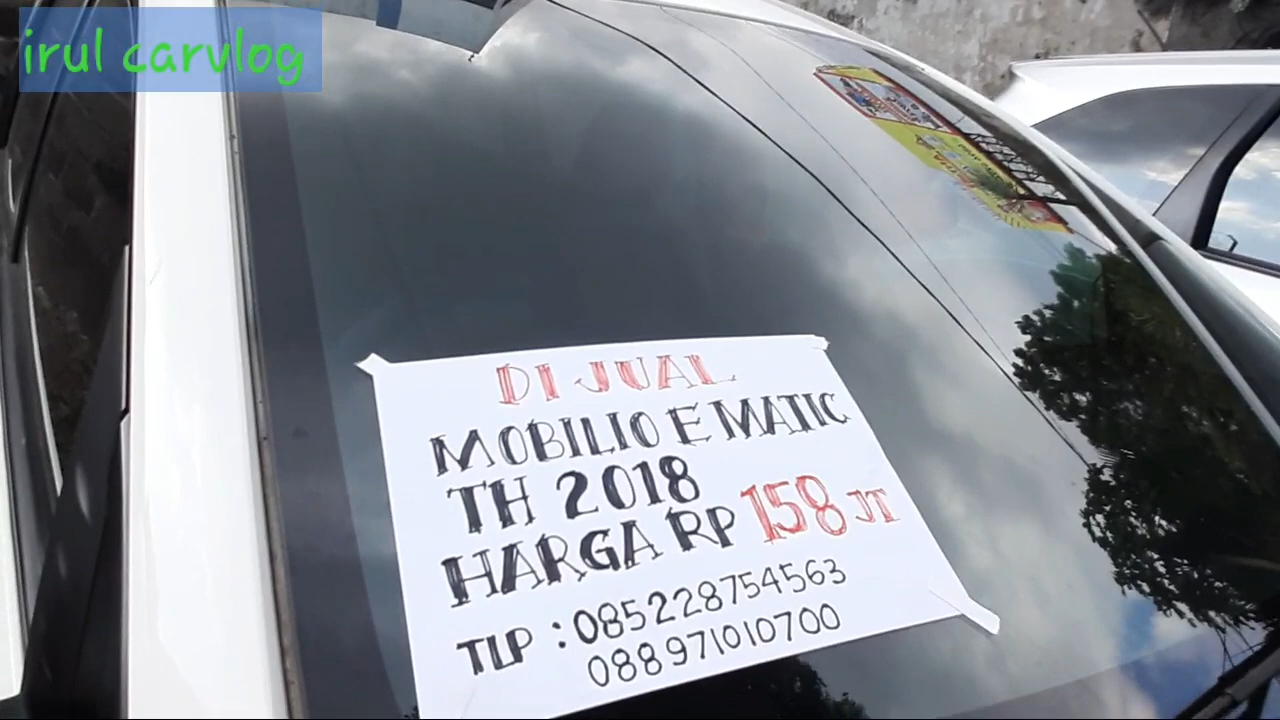 irul carvlog
DI JUAL
MOBILIO E MATIC
TH 2018
HARGA RP 158 JT
TLP : 085228754563
088971010700